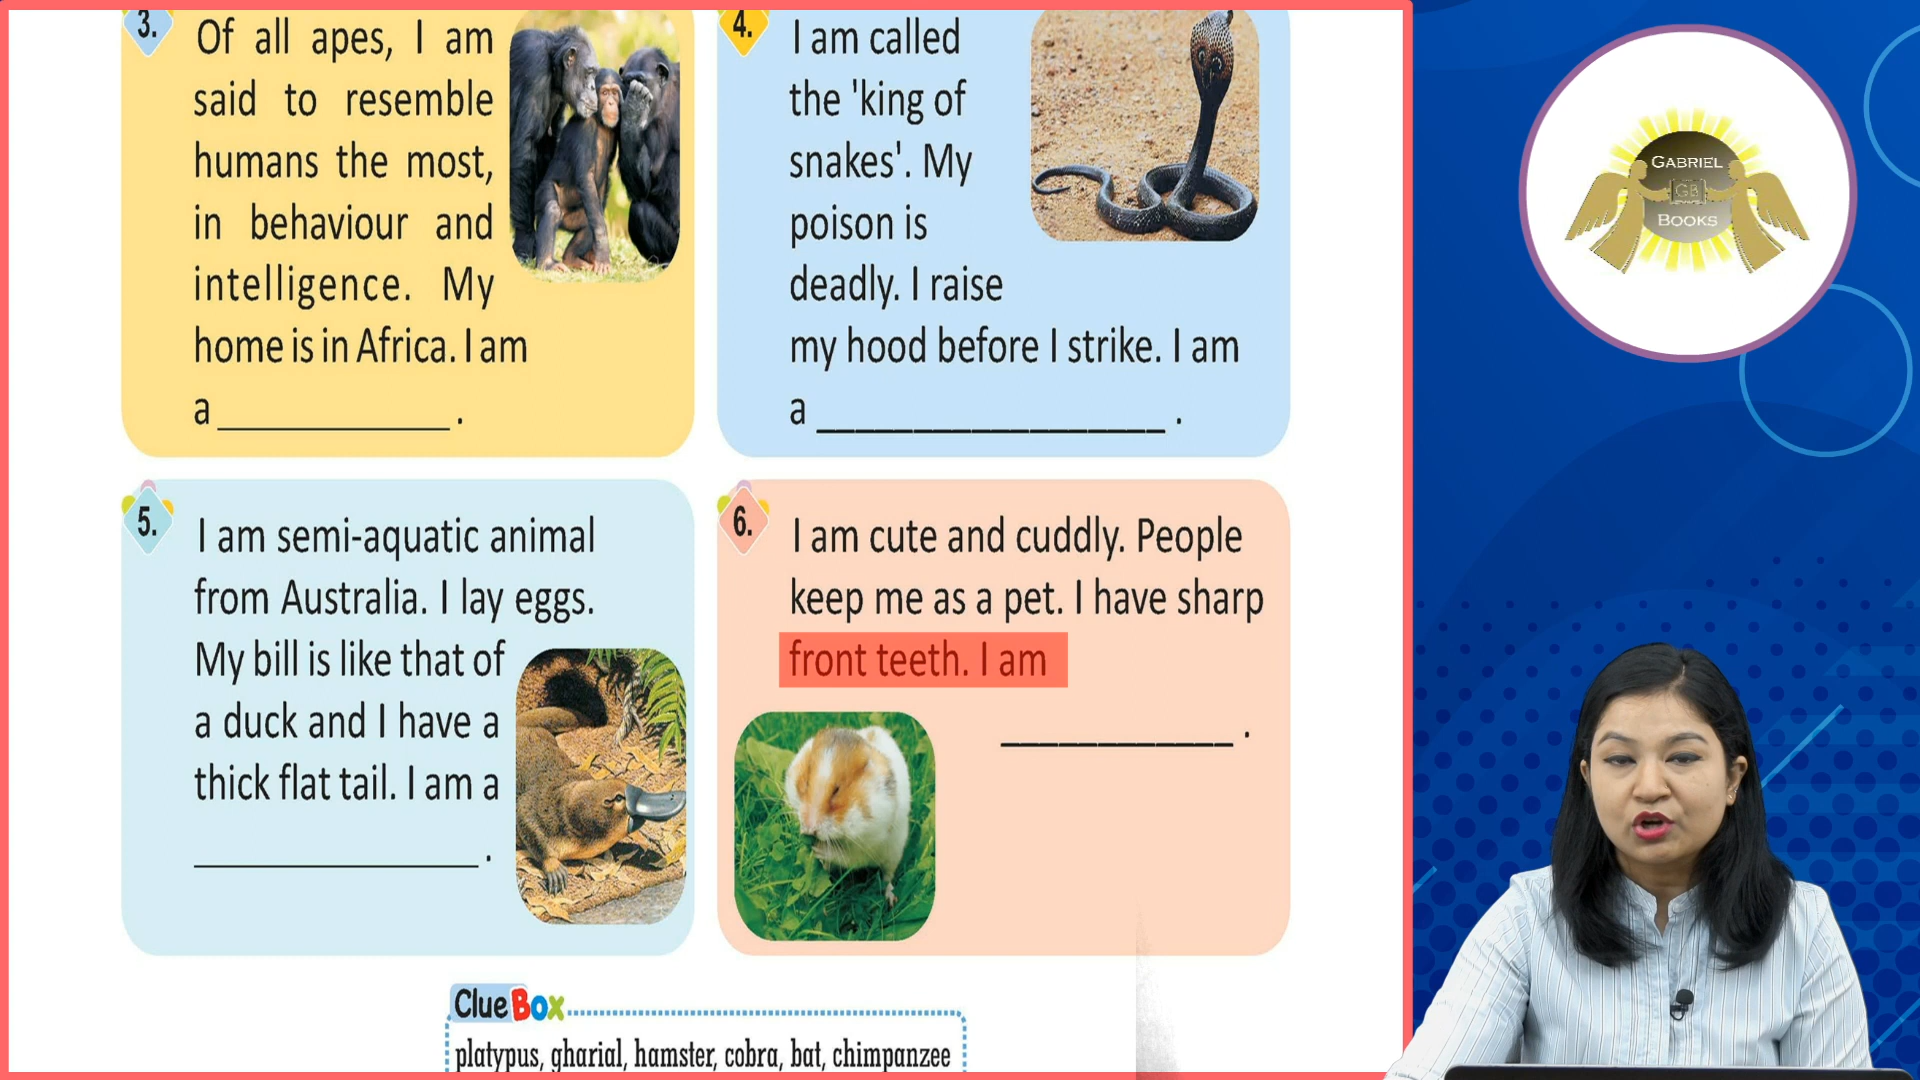 3.
Of all apes, I am
said to resemble
humans the most,
in behaviour and
intelligence. My
home is in Africa. I am
a ____________ .
4.
I am called
the 'king of
snakes'. My
poison is
deadly. I raise
my hood before I strike. I am
a __________________ .
5.
I am semi-aquatic animal
from Australia. I lay eggs.
My bill is like that of
a duck and I have a
thick flat tail. I am a
_______________ .
6.
I am cute and cuddly. People
keep me as a pet. I have sharp
front teeth. I am
____________ .
Clue Box
platypus, gharial, hamster, cobra, bat, chimpanzee
GABRIEL
GB
BOOKS